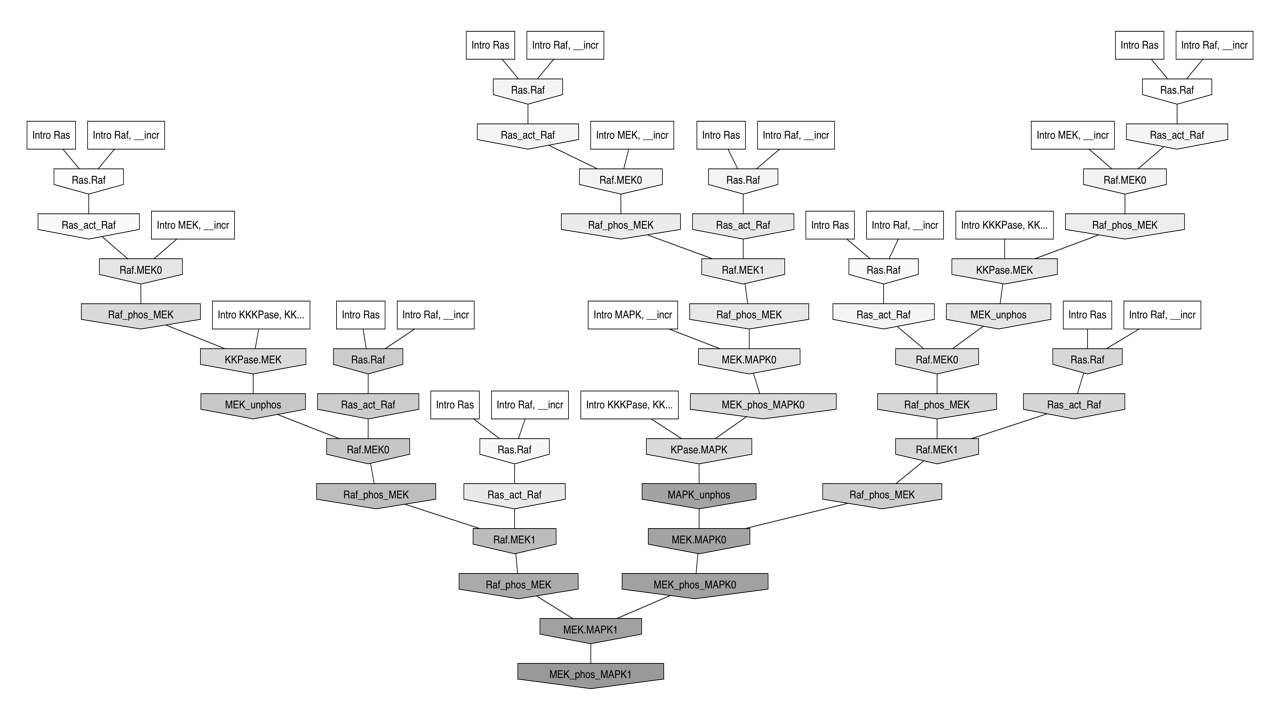 Intro Ras
Intro Raf, __incr
Intro Ras
Intro Raf, __incr
Ras.Raf
Ras.Raf
Intro Ras
Intro Raf, __incr
Ras_act_Raf
Intro MEK, __incr
Intro Ras
Intro Raf, __incr
Intro MEK, __incr
Ras_act_Raf
Ras.Raf
Raf.MEK0
Ras.Raf
Raf.MEK0
Ras_act_Raf
Intro MEK, __incr
Raf_phos_MEK
Ras_act_Raf
Intro Ras
Intro Raf, __incr
Intro KKKPase, KK...
Raf_phos_MEK
Raf.MEK0
Raf.MEK1
Ras.Raf
KKPase.MEK
Raf_phos_MEK
Intro KKKPase, KK...
Intro Ras
Intro Raf, __incr
Intro MAPK, __incr
Raf_phos_MEK
Ras_act_Raf
MEK_unphos
Intro Ras
Intro Raf, __incr
KKPase.MEK
Ras.Raf
MEK.MAPK0
Raf.MEK0
Ras.Raf
MEK_unphos
Ras_act_Raf
Intro Ras
Intro Raf, __incr
Intro KKKPase, KK...
MEK_phos_MAPK0
Raf_phos_MEK
Ras_act_Raf
Raf.MEK0
Ras.Raf
KPase.MAPK
Raf.MEK1
Raf_phos_MEK
Ras_act_Raf
MAPK_unphos
Raf_phos_MEK
Raf.MEK1
MEK.MAPK0
Raf_phos_MEK
MEK_phos_MAPK0
MEK.MAPK1
MEK_phos_MAPK1